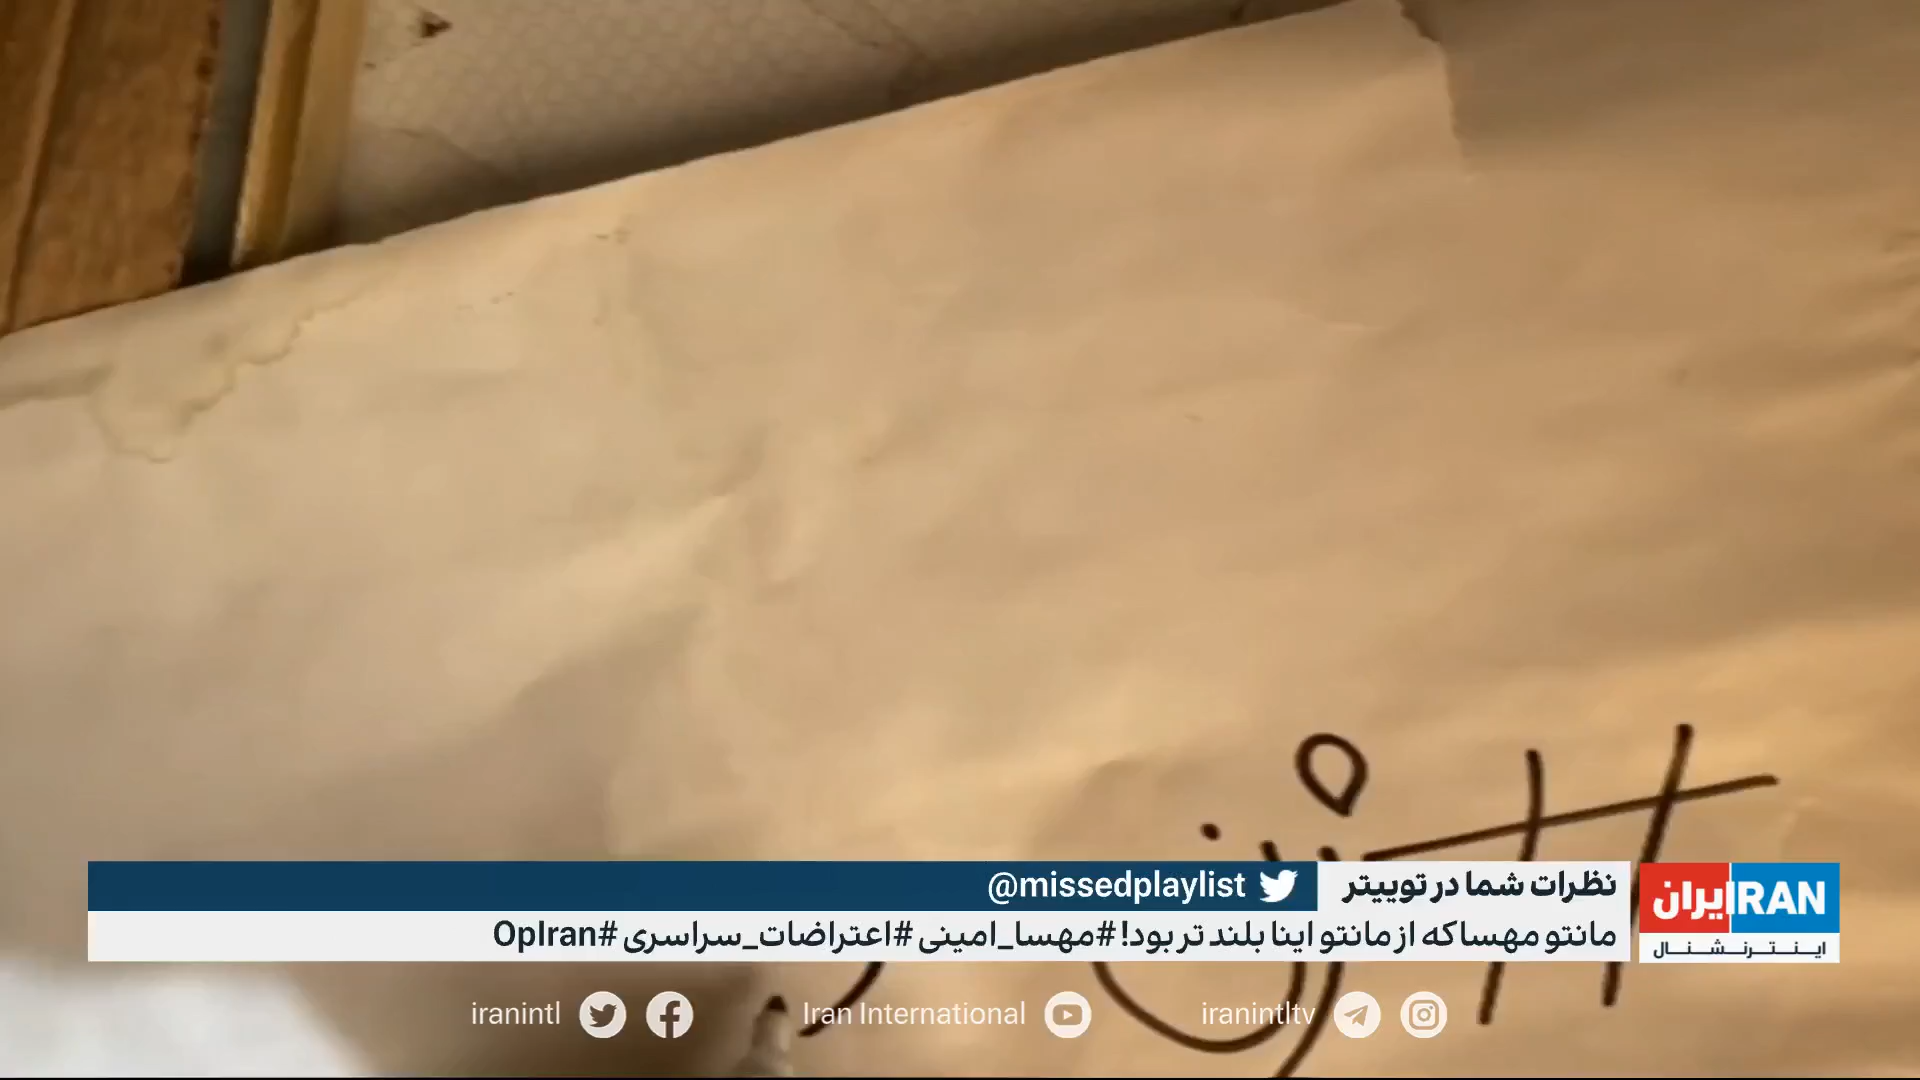 نظرات شما در توییتر @missedplaylist
مانتو مهسا که از مانتو اینا بلند تر بود! #مهسا_امینی #اعتراضات_سراسری #OpIran
ایران IRAN
اینترنشنال
iranintl Iran International iranintltv